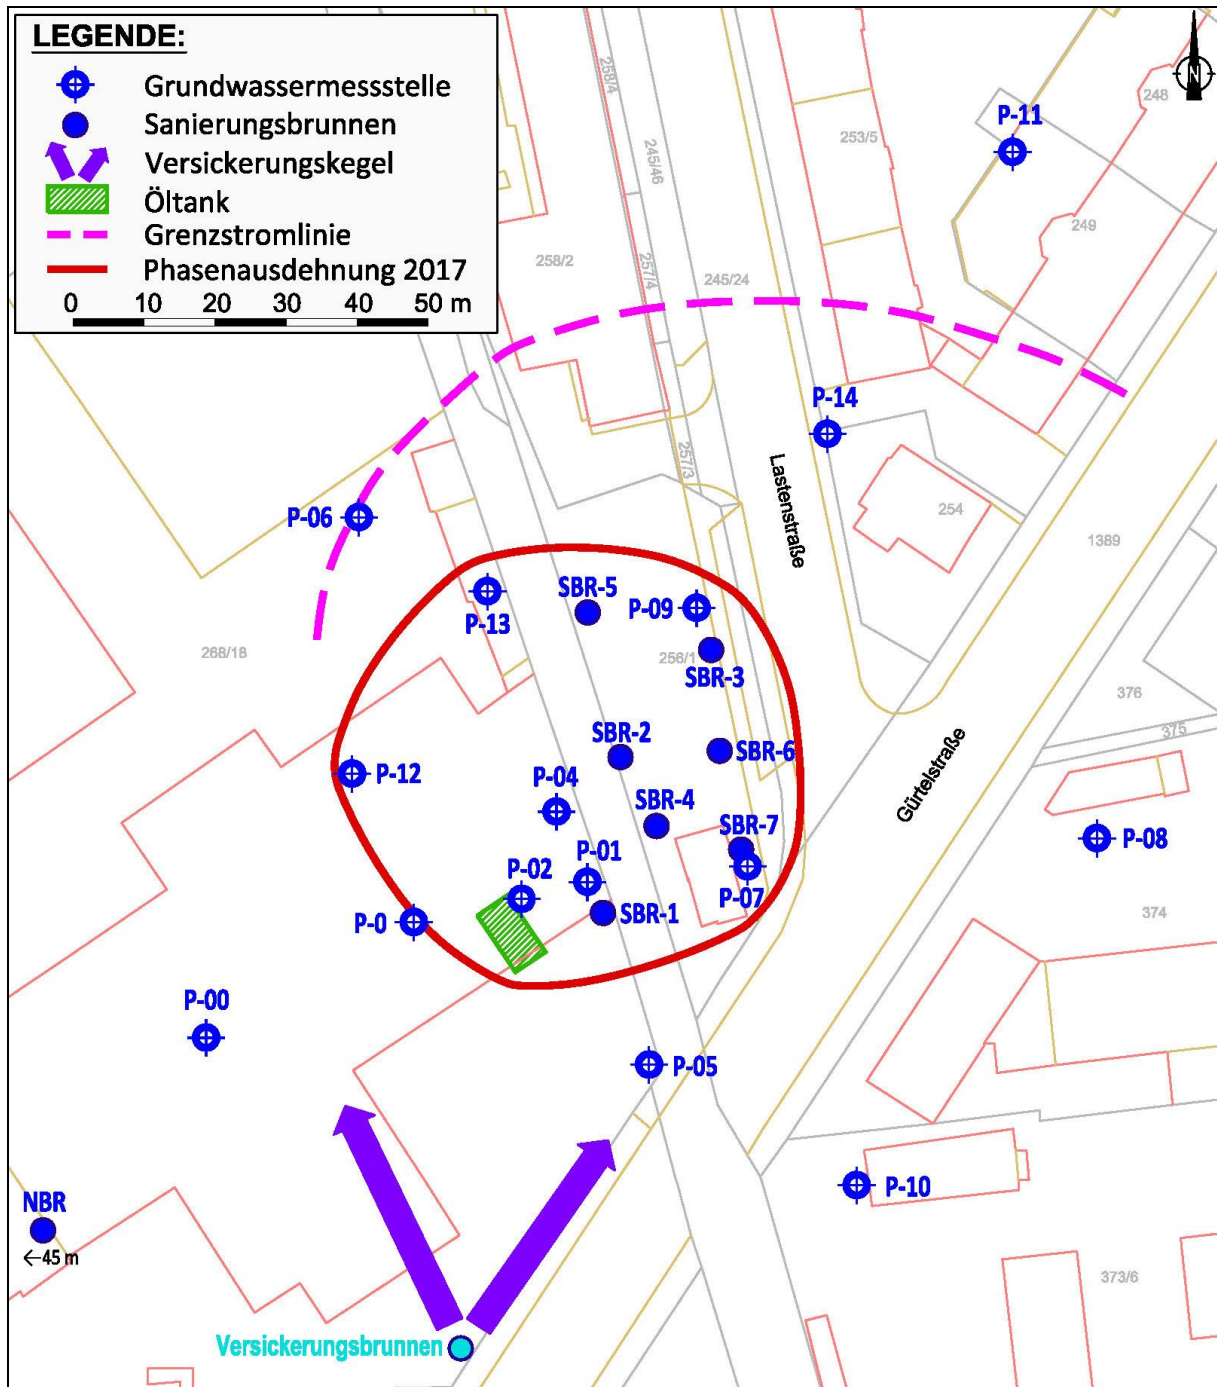 LEGENDE:
Grundwassermessstelle
Sanierungsbrunnen
Versickerungskegel
Öltank
Grenzstromlinie
Phasenausdehnung 2017
0 10 20 30 40 50 m
N
258/4
248
P-11
253/5
245/46
249
258/2
257/4
245/24
P-14
257/3
Lastenstraße
254
P-06
1389
SBR-5
P-09
P-13
268/18
256/1
SBR-3
376
375
SBR-2
SBR-6
P-12
Gürtelstraße
P-04
SBR-4
SBR-7
P-08
P-01
P-02
P-07
P-0
SBR-1
374
P-00
P-05
P-10
NBR
←45 m
373/6
Versickerungsbrunnen